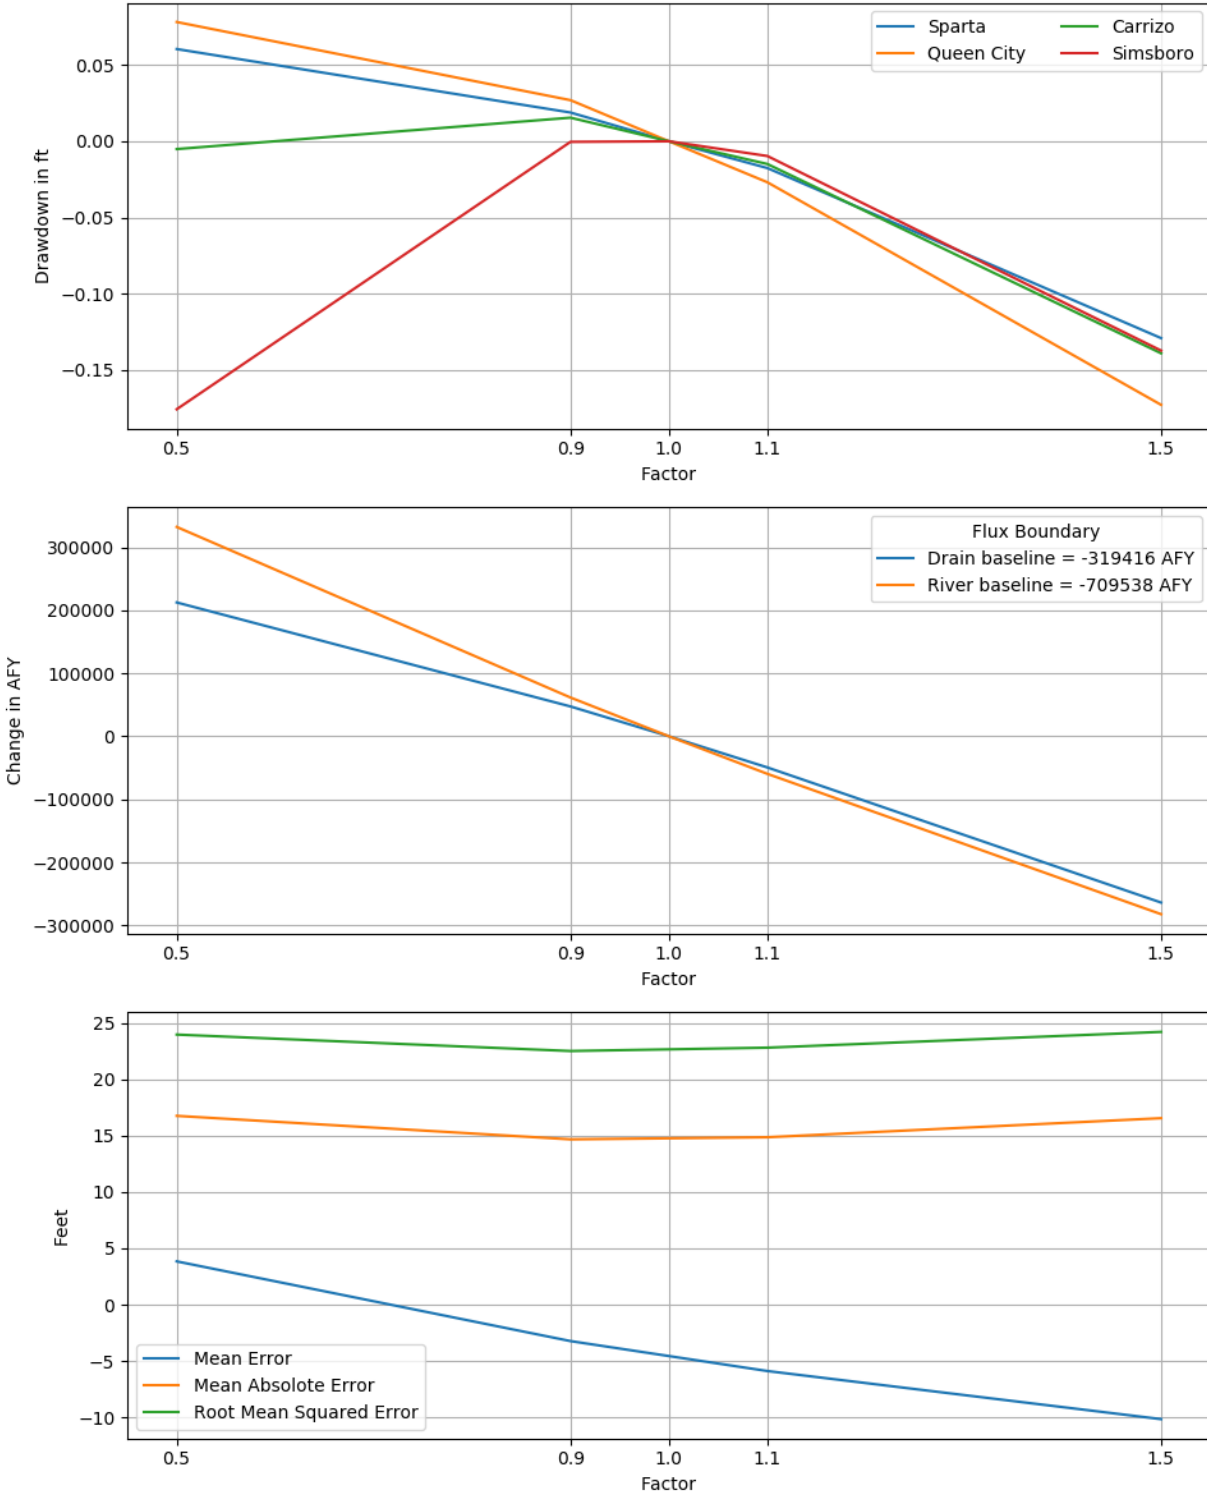 Sparta
Queen City
Carrizo
Simsboro
0.05
0.00
−0.05
−0.10
−0.15
Drawdown in ft
0.5
0.9
1.0
1.1
1.5
Factor
Flux Boundary
Drain baseline = -319416 AFY
River baseline = -709538 AFY
300000
200000
100000
0
−100000
−200000
−300000
Change in AFY
0.5
0.9
1.0
1.1
1.5
Factor
25
20
15
10
5
0
−5
−10
Feet
Mean Error
Mean Absolote Error
Root Mean Squared Error
0.5
0.9
1.0
1.1
1.5
Factor